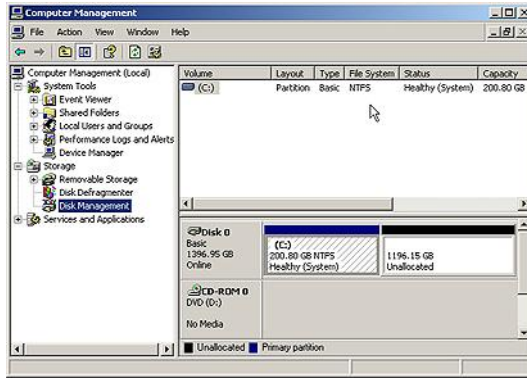 Computer Management
File Action View Window Help
Computer Management (Local)
System Tools
Event Viewer
Shared Folders
Local Users and Groups
Performance Logs and Alerts
Device Manager
Storage
Removable Storage
Disk Defragmenter
Disk Management
Services and Applications
Volume Layout Type File System Status Capacity
(C:) Partition Basic NTFS Healthy (System) 200.80 GB
Disk 0
Basic
1396.95 GB
Online
(C:)
200.80 GB NTFS
Healthy (System)
1196.15 GB
Unallocated
CD-ROM 0
DVD (D:)
No Media
Unallocated Primary partition